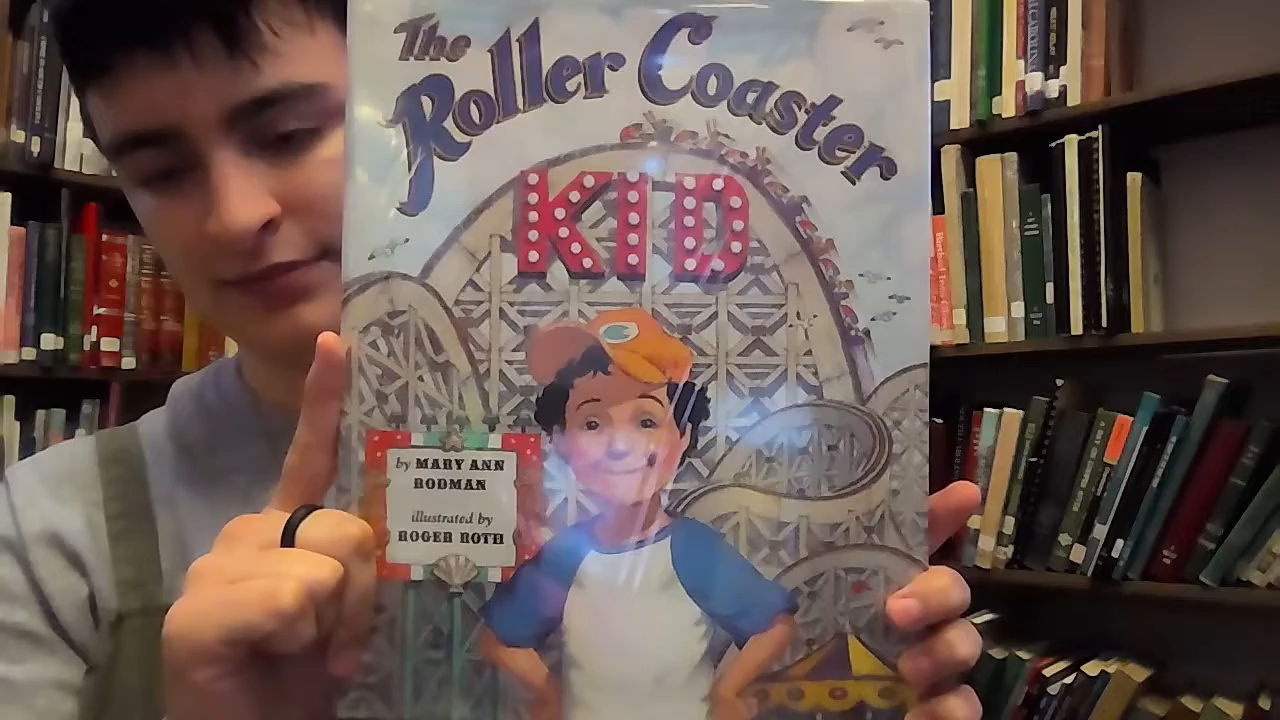 The
Roller Coaster
KID
by MARY ANN
RODMAN
illustrated by
ROGER ROTH